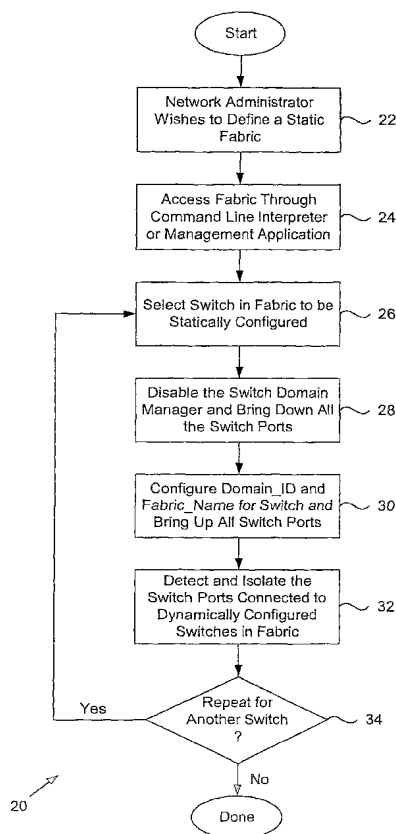 Start
Network Administrator
Wishes to Define a Static
Fabric
22
Access Fabric Through
Command Line Interpreter
or Management Application
24
Select Switch in Fabric to be
Statically Configured
26
Disable the Switch Domain
Manager and Bring Down All
the Switch Ports
28
Configure Domain_ID and
Fabric_Name for Switch and
Bring Up All Switch Ports
30
Detect and Isolate the
Switch Ports Connected to
Dynamically Configured
Switches in Fabric
32
Yes
Repeat for
Another Switch
?
34
No
20
Done